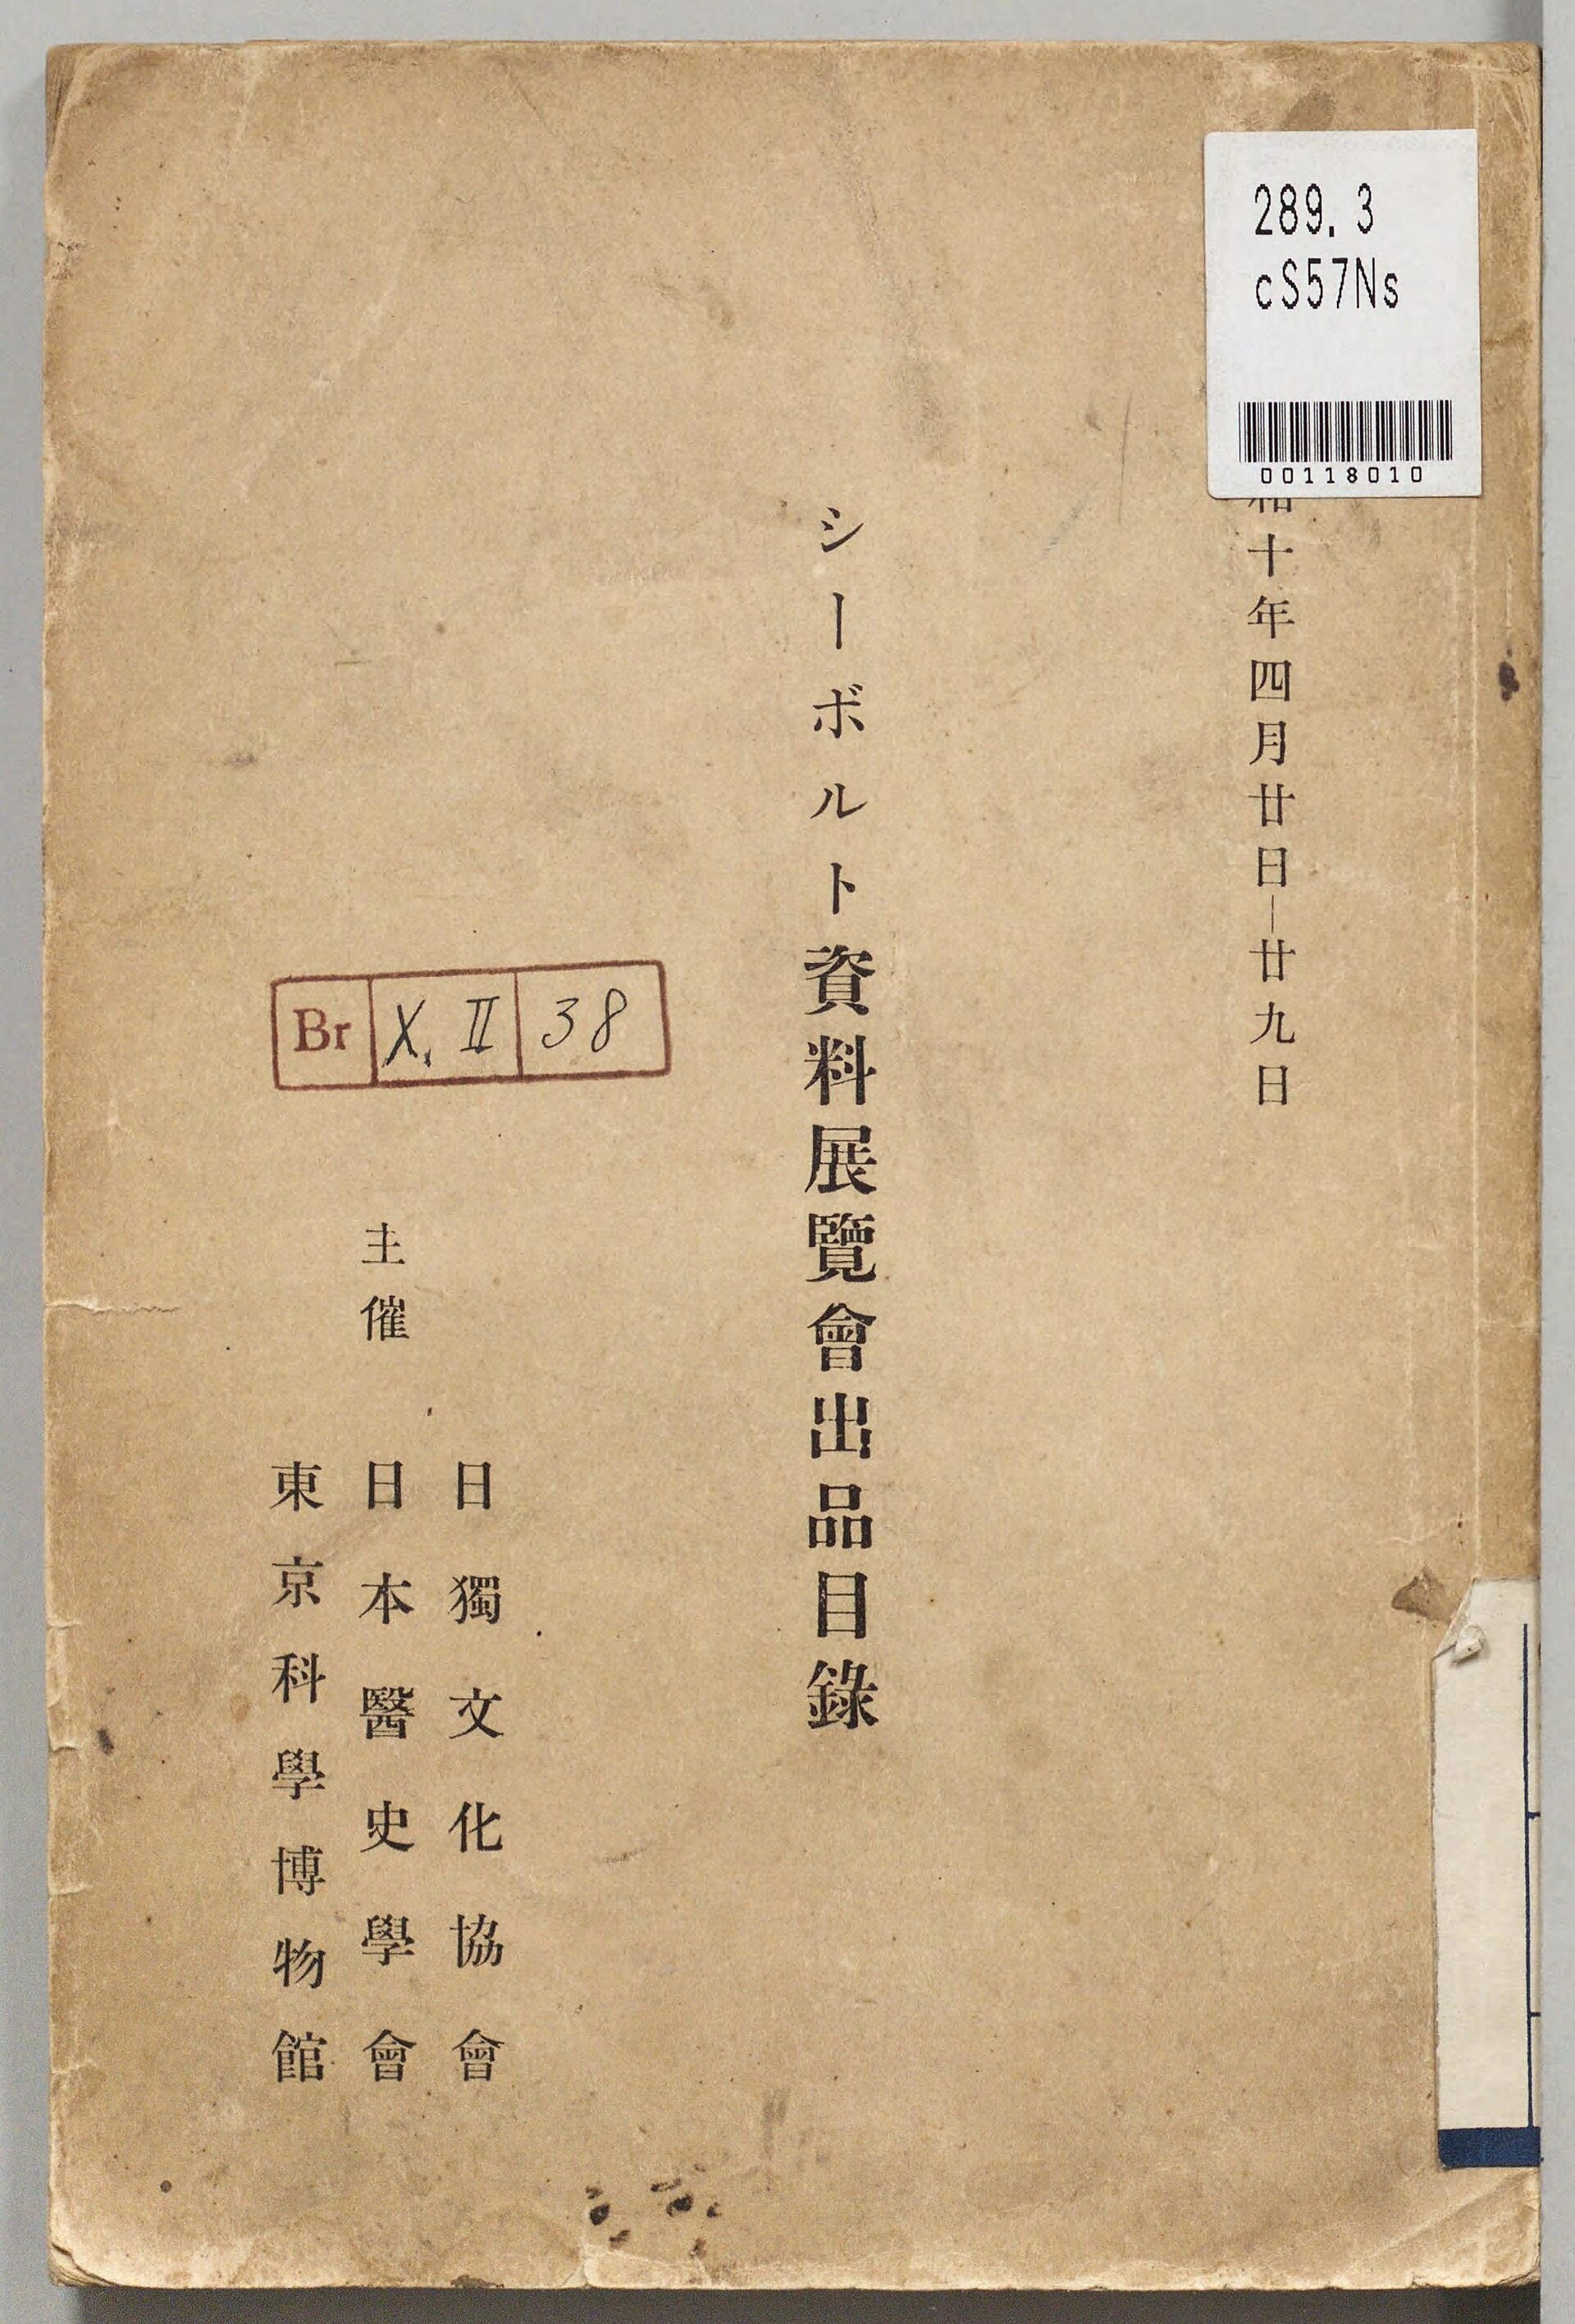 289.3
cS57Ns
00118010
和十年四月廿日―廿九日
シーボルト資料展覽會出品目錄
Br X. II 38
主催
日獨文化協會
日本醫史學會
東京科學博物館